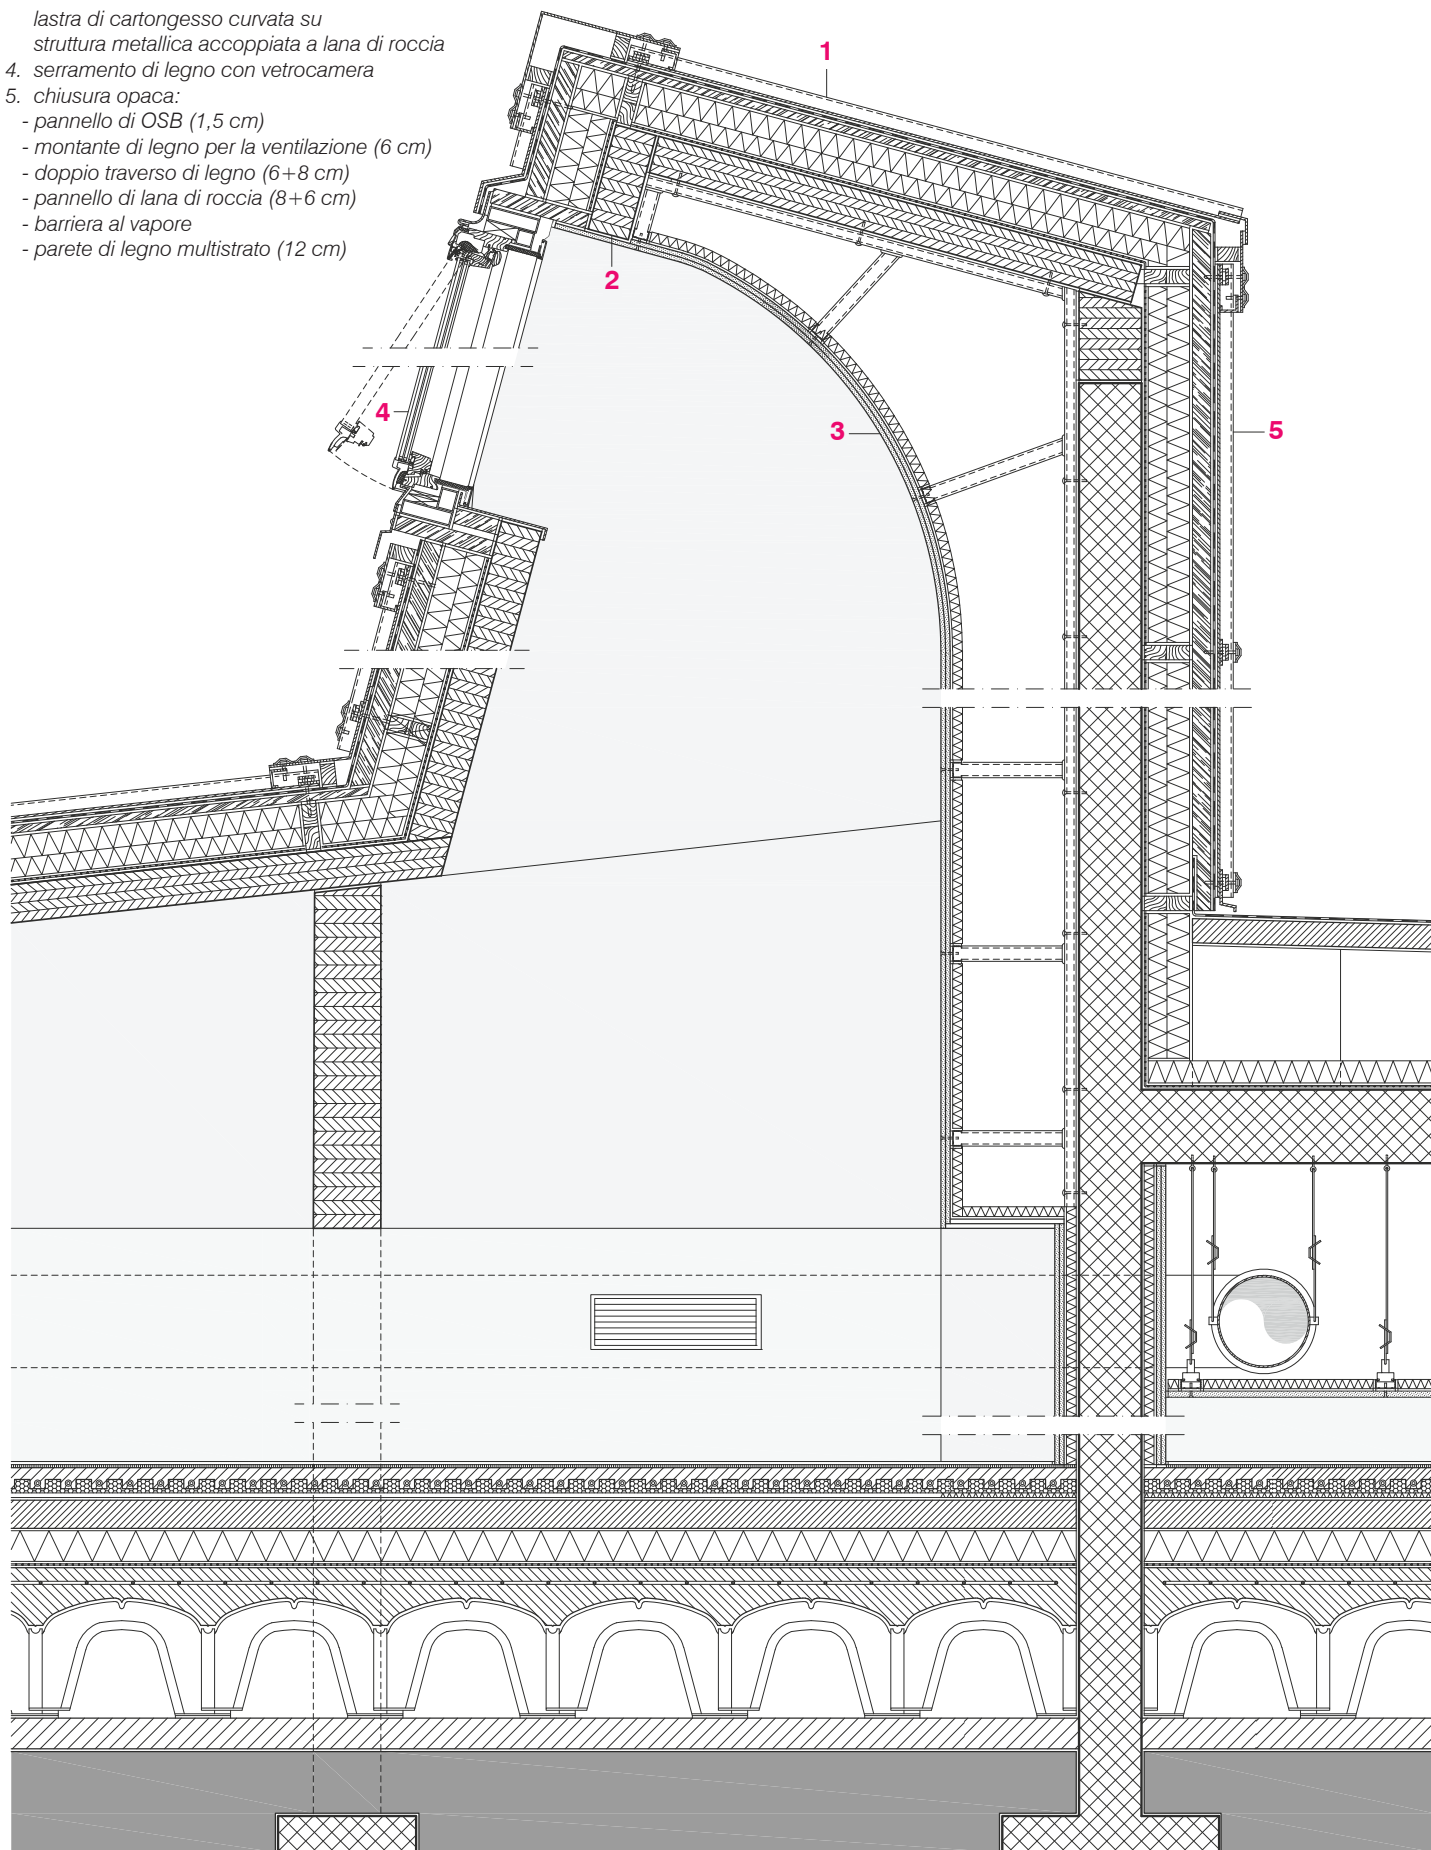 lastra di cartongesso curvata su
struttura metallica accoppiata a lana di roccia
4. serramento di legno con vetrocamera
5. chiusura opaca:
- pannello di OSB (1,5 cm)
- montante di legno per la ventilazione (6 cm)
- doppio traverso di legno (6+8 cm)
- pannello di lana di roccia (8+6 cm)
- barriera al vapore
- parete di legno multistrato (12 cm)
1
2
3
4
5